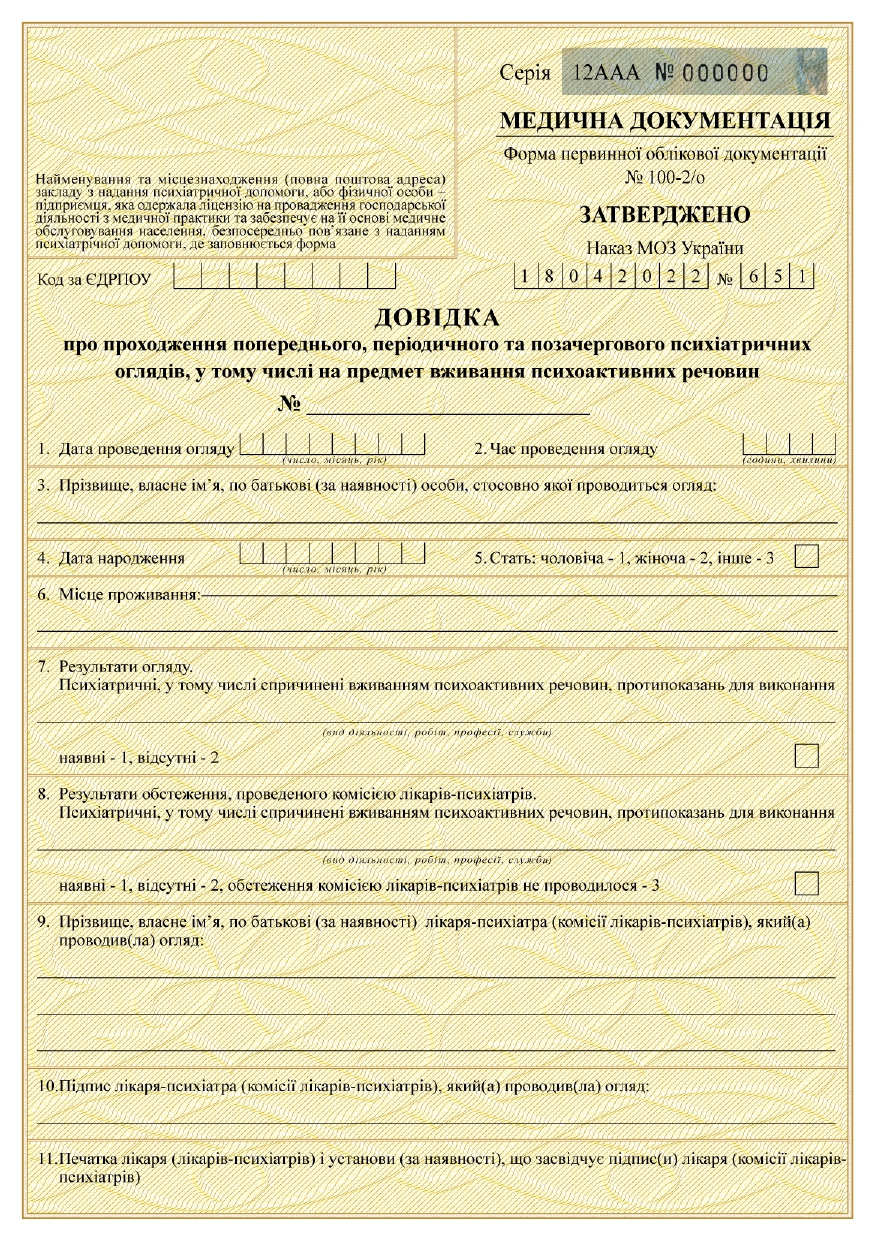 Серія 12ААА № 000000
МЕДИЧНА ДОКУМЕНТАЦІЯ
Форма первинної облікової документації
№ 100-2/о
ЗАТВЕРДЖЕНО
Наказ МОЗ України
1 8 0 4 2 0 2 2 № 6 5 1
Найменування та місцезнаходження (повна поштова адреса)
закладу з надання психіатричної допомоги, або фізичної особи –
підприємця, яка одержала ліцензію на провадження господарської
діяльності з медичної практики та забезпечує на її основі медичне
обслуговування населення, безпосередньо пов'язане з наданням
психіатрічної допомоги, де заповнюється форма
Код за ЄДРПОУ
ДОВІДКА
про проходження попереднього, періодичного та позачергового психіатричних
оглядів, у тому числі на предмет вживання психоактивних речовин
№
1. Дата проведення огляду
(число, місяць, рік)
2. Час проведення огляду
(години, хвилини)
3. Прізвище, власне ім'я, по батькові (за наявності) особи, стосовно якої проводиться огляд:
4. Дата народження
(число, місяць, рік)
5. Стать: чоловіча - 1, жіноча - 2, інше - 3
6. Місце проживання:
7. Результати огляду.
Психіатричні, у тому числі спричинені вживанням психоактивних речовин, протипоказань для виконання
(вид діяльності, робіт, професії, служби)
наявні - 1, відсутні - 2
8. Результати обстеження, проведеного комісією лікарів-психіатрів.
Психіатричні, у тому числі спричинені вживанням психоактивних речовин, протипоказань для виконання
(вид діяльності, робіт, професії, служби)
наявні - 1, відсутні - 2, обстеження комісією лікарів-психіатрів не проводилося - 3
9. Прізвище, власне ім'я, по батькові (за наявності) лікаря-психіатра (комісії лікарів-психіатрів), який(а)
проводив(ла) огляд:
10.Підпис лікаря-психіатра (комісії лікарів-психіатрів), який(а) проводив(ла) огляд:
11.Печатка лікаря (лікарів-психіатрів) і установи (за наявності), що засвідчує підпис(и) лікаря (комісії лікарів-
психіатрів)